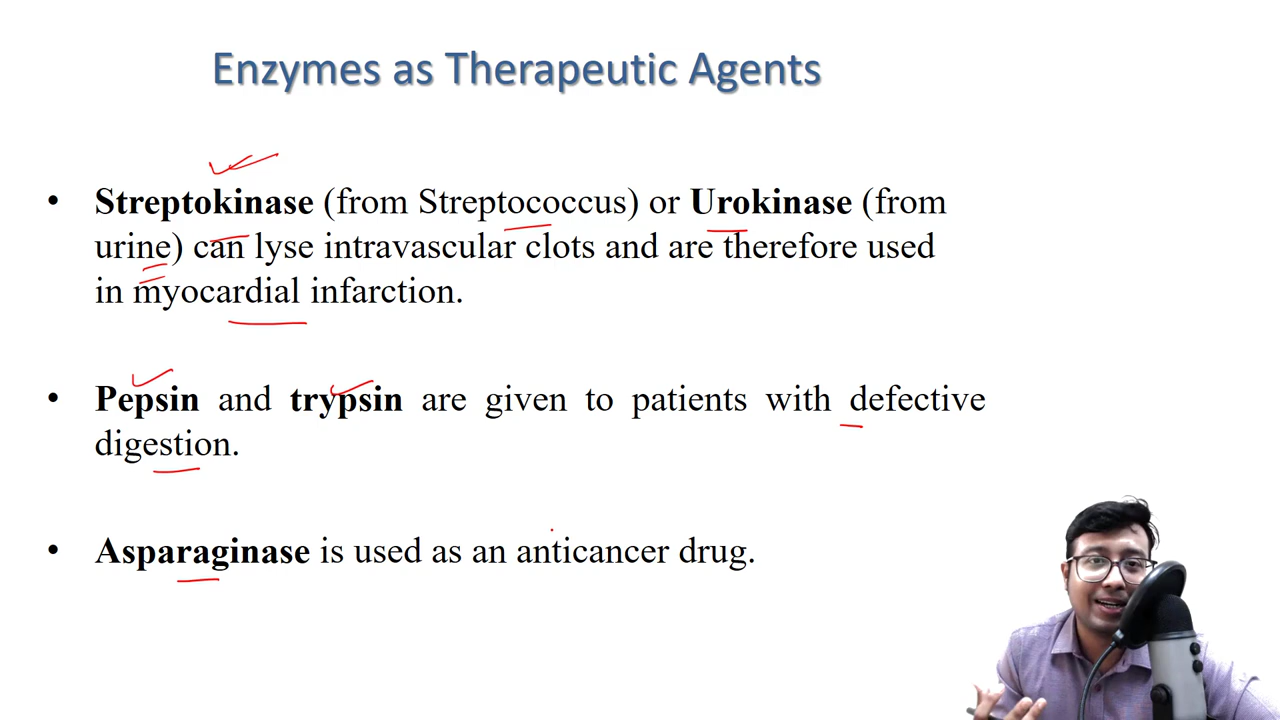 Enzymes as Therapeutic Agents
• Streptokinase (from Streptococcus) or Urokinase (from
urine) can lyse intravascular clots and are therefore used
in myocardial infarction.
• Pepsin and trypsin are given to patients with defective
digestion.
• Asparaginase is used as an anticancer drug.